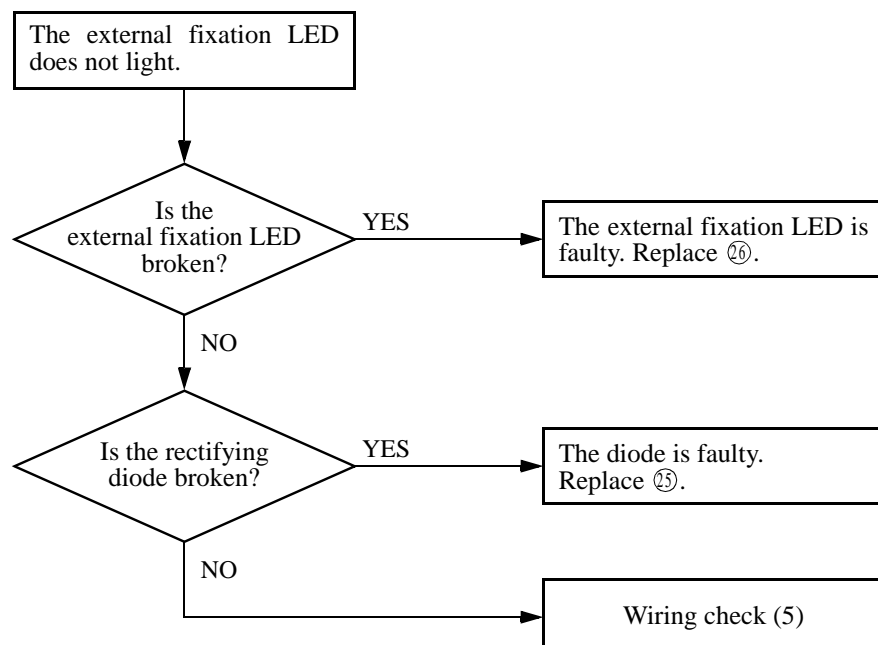 The external fixation LED
does not light.
Is the
external fixation LED
broken?
YES
The external fixation LED is
faulty. Replace ㉖.
NO
Is the rectifying
diode broken?
YES
The diode is faulty.
Replace ㉕.
NO
Wiring check (5)